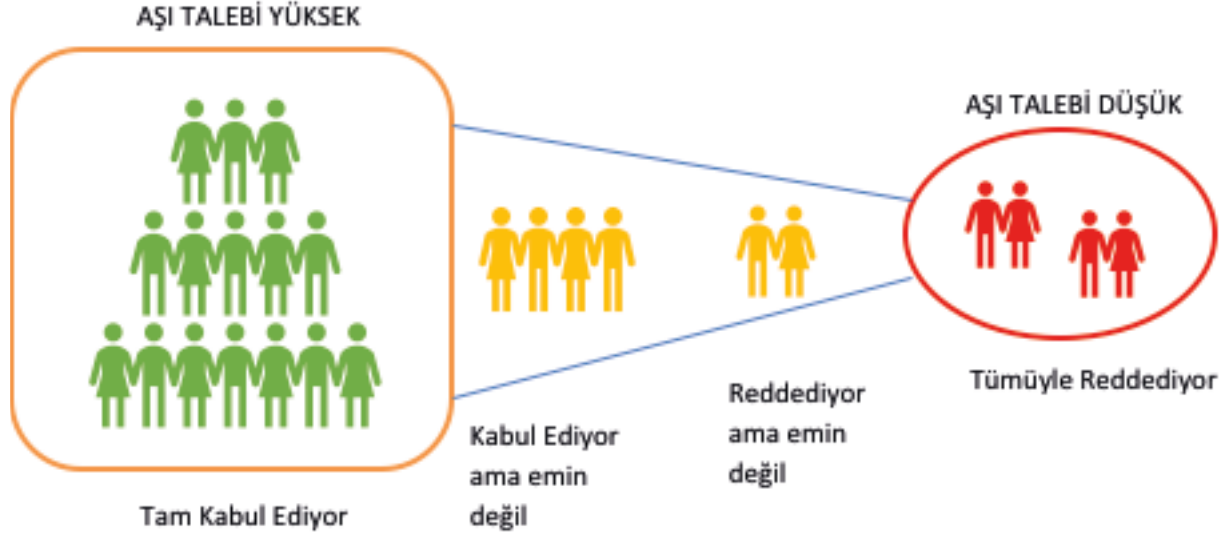 AŞI TALEBİ YÜKSEK
AŞI TALEBİ DÜŞÜK
Tam Kabul Ediyor
Kabul Ediyor
ama emin
değil
Reddediyor
ama emin
değil
Tümüyle Reddediyor